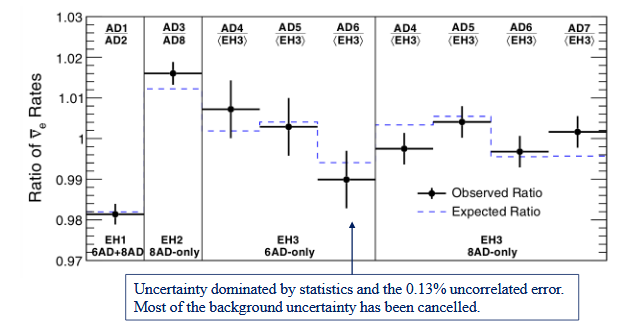 1.03
1.02
1.01
1
0.99
0.98
0.97
Ratio of ν̅e Rates
AD1 AD3 AD4 AD5 AD6 AD4 AD5 AD6 AD7
AD2 AD8 ⟨EH3⟩ ⟨EH3⟩ ⟨EH3⟩ ⟨EH3⟩ ⟨EH3⟩ ⟨EH3⟩ ⟨EH3⟩
Observed Ratio
Expected Ratio
EH1 EH2 EH3 EH3
6AD+8AD 8AD-only 6AD-only 8AD-only
Uncertainty dominated by statistics and the 0.13% uncorrelated error.
Most of the background uncertainty has been cancelled.